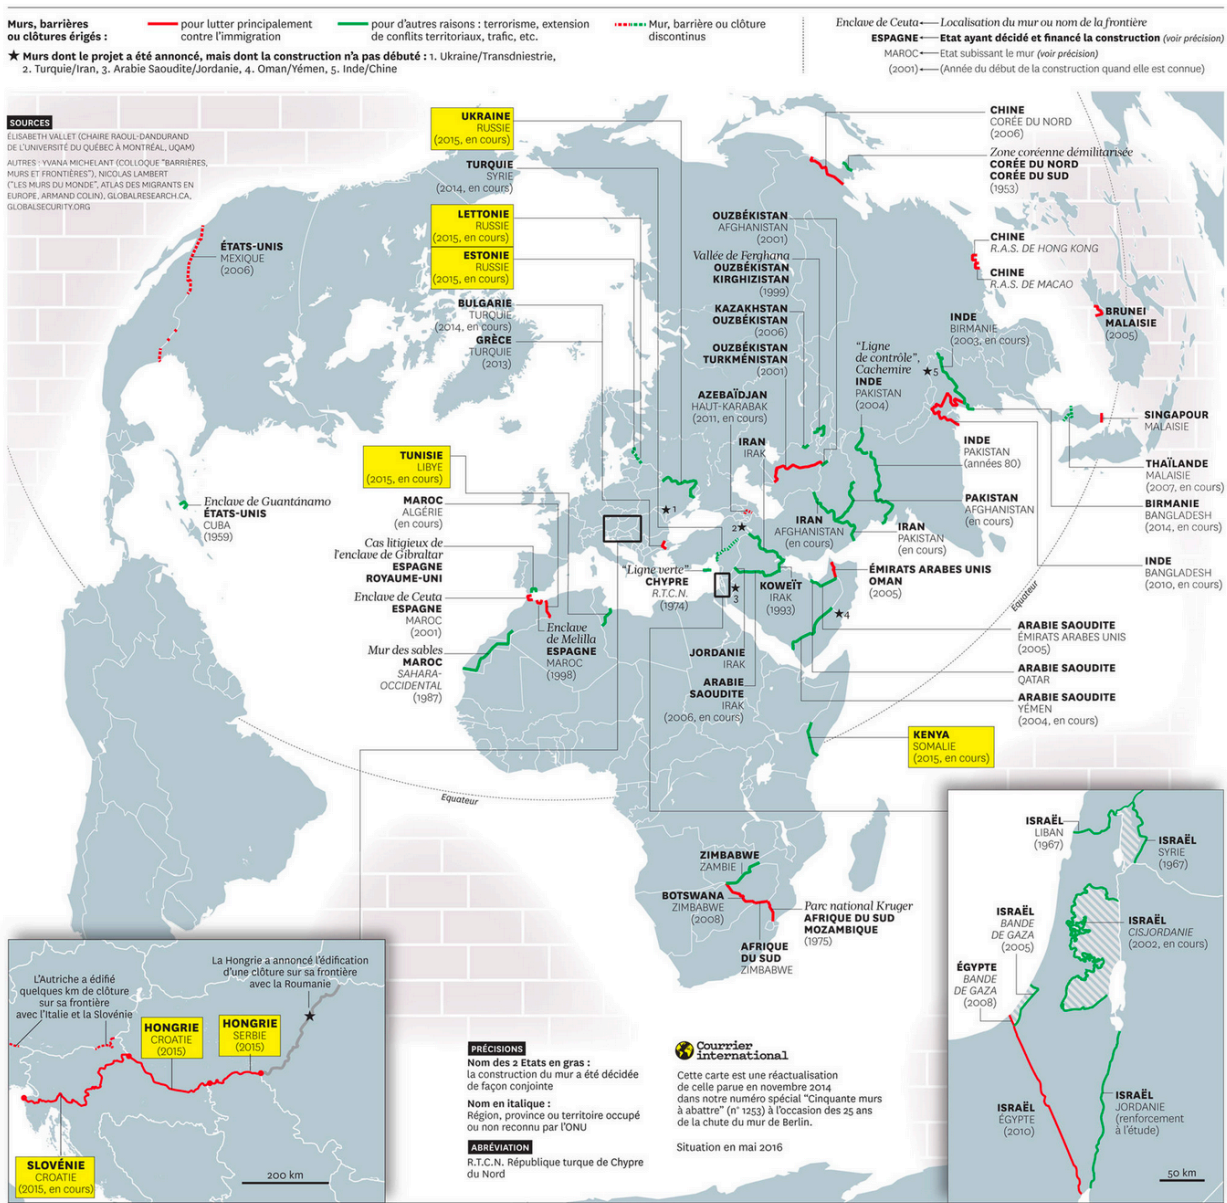 Murs, barrières
ou clôtures érigés :
pour lutter principalement
contre l'immigration
pour d'autres raisons : terrorisme, extension
de conflits territoriaux, trafic, etc.
Mur, barrière ou clôture
discontinus
★ Murs dont le projet a été annoncé, mais dont la construction n'a pas débuté : 1. Ukraine/Transdniestrie,
2. Turquie/Iran, 3. Arabie Saoudite/Jordanie, 4. Oman/Yémen, 5. Inde/Chine
Enclave de Ceuta Localisation du mur ou nom de la frontière
ESPAGNE Etat ayant décidé et financé la construction (voir précision)
MAROC Etat subissant le mur (voir précision)
(2001) (Année du début de la construction quand elle est connue)
SOURCES
ÉLISABETH VALLET (CHAIRE RAOUL-DANDURAND
DE L'UNIVERSITÉ DU QUÉBEC À MONTRÉAL, UQAM)
AUTRES : YVANA MICHELANT (COLLOQUE "BARRIÈRES,
MURS ET FRONTIÈRES"), NICOLAS LAMBERT
("LES MURS DU MONDE", ATLAS DES MIGRANTS EN
EUROPE, ARMAND COLIN), GLOBALRESEARCH.CA,
GLOBALSECURITY.ORG
UKRAINE
RUSSIE
(2015, en cours)
TURQUIE
SYRIE
(2014, en cours)
LETTONIE
RUSSIE
(2015, en cours)
ESTONIE
RUSSIE
(2015, en cours)
BULGARIE
TURQUIE
(2014, en cours)
GRÈCE
TURQUIE
(2013)
ÉTATS-UNIS
MEXIQUE
(2006)
Enclave de Guantánamo
ÉTATS-UNIS
CUBA
(1959)
TUNISIE
LIBYE
(2015, en cours)
MAROC
ALGÉRIE
(en cours)
Cas litigieux de
l'enclave de Gibraltar
ESPAGNE
ROYAUME-UNI
Enclave de Ceuta
ESPAGNE
MAROC
(2001)
Mur des sables
MAROC
SAHARA-
OCCIDENTAL
(1987)
Enclave
de Melilla
ESPAGNE
MAROC
(1998)
CHINE
CORÉE DU NORD
(2006)
Zone coréenne démilitarisée
CORÉE DU NORD
CORÉE DU SUD
(1953)
OUZBÉKISTAN
AFGHANISTAN
(2001)
Vallée de Ferghana
OUZBÉKISTAN
KIRGHIZISTAN
(1999)
KAZAKHSTAN
OUZBÉKISTAN
(2006)
OUZBÉKISTAN
TURKMÉNISTAN
(2001)
AZEBAÏDJAN
HAUT-KARABAK
(2011, en cours)
IRAN
IRAK
CHINE
R.A.S. DE HONG KONG
CHINE
R.A.S. DE MACAO
BRUNEI
MALAISIE
(2005)
INDE
BIRMANIE
(2003, en cours)
"Ligne
de contrôle",
Cachemire
INDE
PAKISTAN
(2004)
★5
SINGAPOUR
MALAISIE
INDE
PAKISTAN
(années 80)
THAÏLANDE
MALAISIE
(2007, en cours)
PAKISTAN
AFGHANISTAN
(en cours)
BIRMANIE
BANGLADESH
(2014, en cours)
IRAN
AFGHANISTAN
(en cours)
IRAN
PAKISTAN
(en cours)
INDE
BANGLADESH
(2010, en cours)
★1
2★
★
3
★4
"Ligne verte"
CHYPRE
R.T.C.N.
(1974)
KOWEÏT
IRAK
(1993)
ÉMIRATS ARABES UNIS
OMAN
(2005)
JORDANIE
IRAK
ARABIE
SAOUDITE
IRAK
(2006, en cours)
ARABIE SAOUDITE
ÉMIRATS ARABES UNIS
(2005)
ARABIE SAOUDITE
QATAR
ARABIE SAOUDITE
YÉMEN
(2004, en cours)
KENYA
SOMALIE
(2015, en cours)
Equateur
Equateur
ZIMBABWE
ZAMBIE
BOTSWANA
ZIMBABWE
(2008)
Parc national Kruger
AFRIQUE DU SUD
MOZAMBIQUE
(1975)
AFRIQUE
DU SUD
ZIMBABWE
L'Autriche a édifié
quelques km de clôture
sur sa frontière
avec l'Italie et la Slovénie
La Hongrie a annoncé l'édification
d'une clôture sur sa frontière
avec la Roumanie
HONGRIE
CROATIE
(2015)
HONGRIE
SERBIE
(2015)
SLOVÉNIE
CROATIE
(2015, en cours)
200 km
PRÉCISIONS
Nom des 2 Etats en gras :
la construction du mur a été décidée
de façon conjointe
Nom en italique :
Région, province ou territoire occupé
ou non reconnu par l'ONU
ABRÉVIATION
R.T.C.N. République turque de Chypre
du Nord
Courrier
international
Cette carte est une réactualisation
de celle parue en novembre 2014
dans notre numéro spécial "Cinquante murs
à abattre" (n° 1253) à l'occasion des 25 ans
de la chute du mur de Berlin.
Situation en mai 2016
ISRAËL
LIBAN
(1967)
ISRAËL
SYRIE
(1967)
ISRAËL
BANDE
DE GAZA
(2005)
ISRAËL
CISJORDANIE
(2002, en cours)
ÉGYPTE
BANDE
DE GAZA
(2008)
ISRAËL
ÉGYPTE
(2010)
ISRAËL
JORDANIE
(renforcement
à l'étude)
50 km